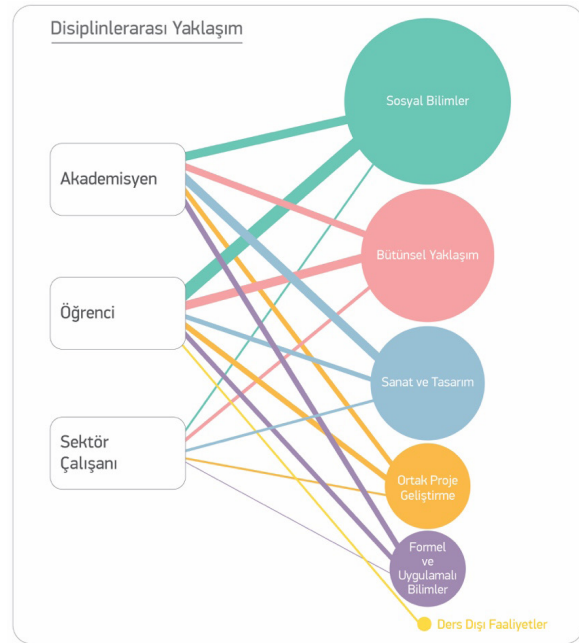 Disiplinlerarası Yaklaşım
Sosyal Bilimler
Akademisyen
Bütünsel Yaklaşım
Öğrenci
Sanat ve Tasarım
Sektör
Çalışanı
Ortak Proje
Geliştirme
Formel
ve
Uygulamalı
Bilimler
Ders Dışı Faaliyetler